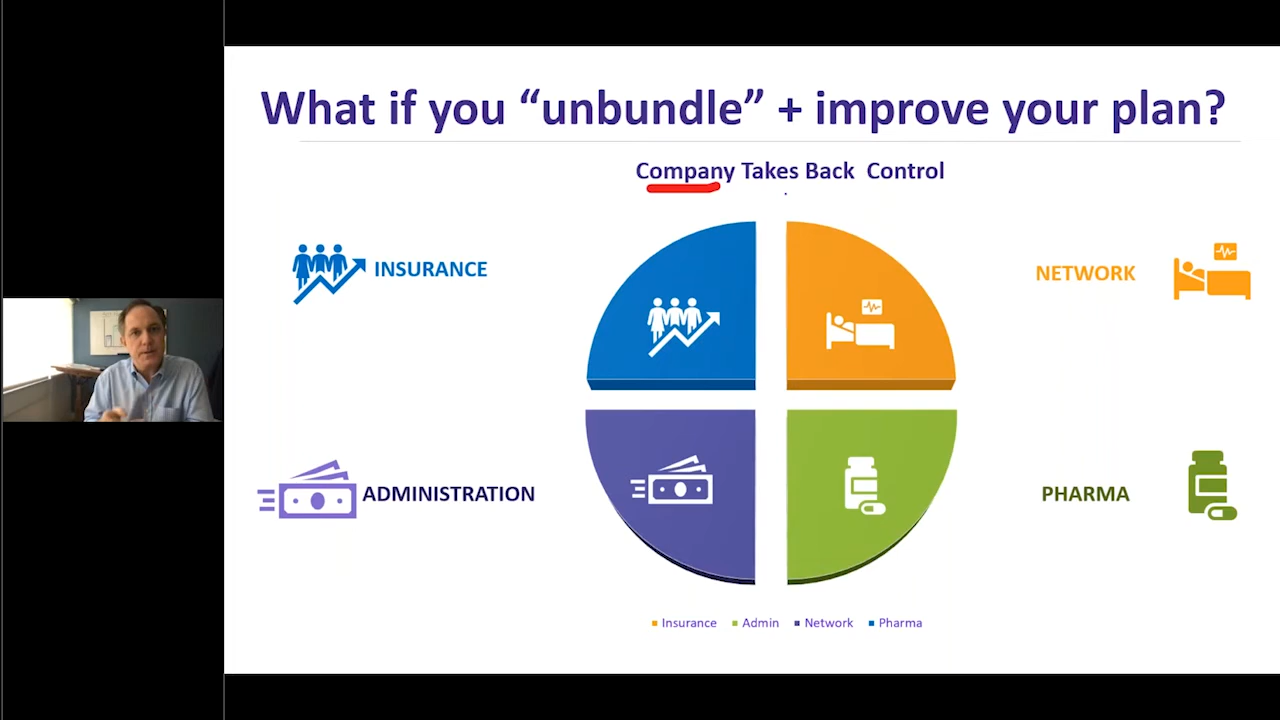 What if you “unbundle” + improve your plan?
Company Takes Back Control
INSURANCE
NETWORK
ADMINISTRATION
PHARMA
Insurance Admin Network Pharma